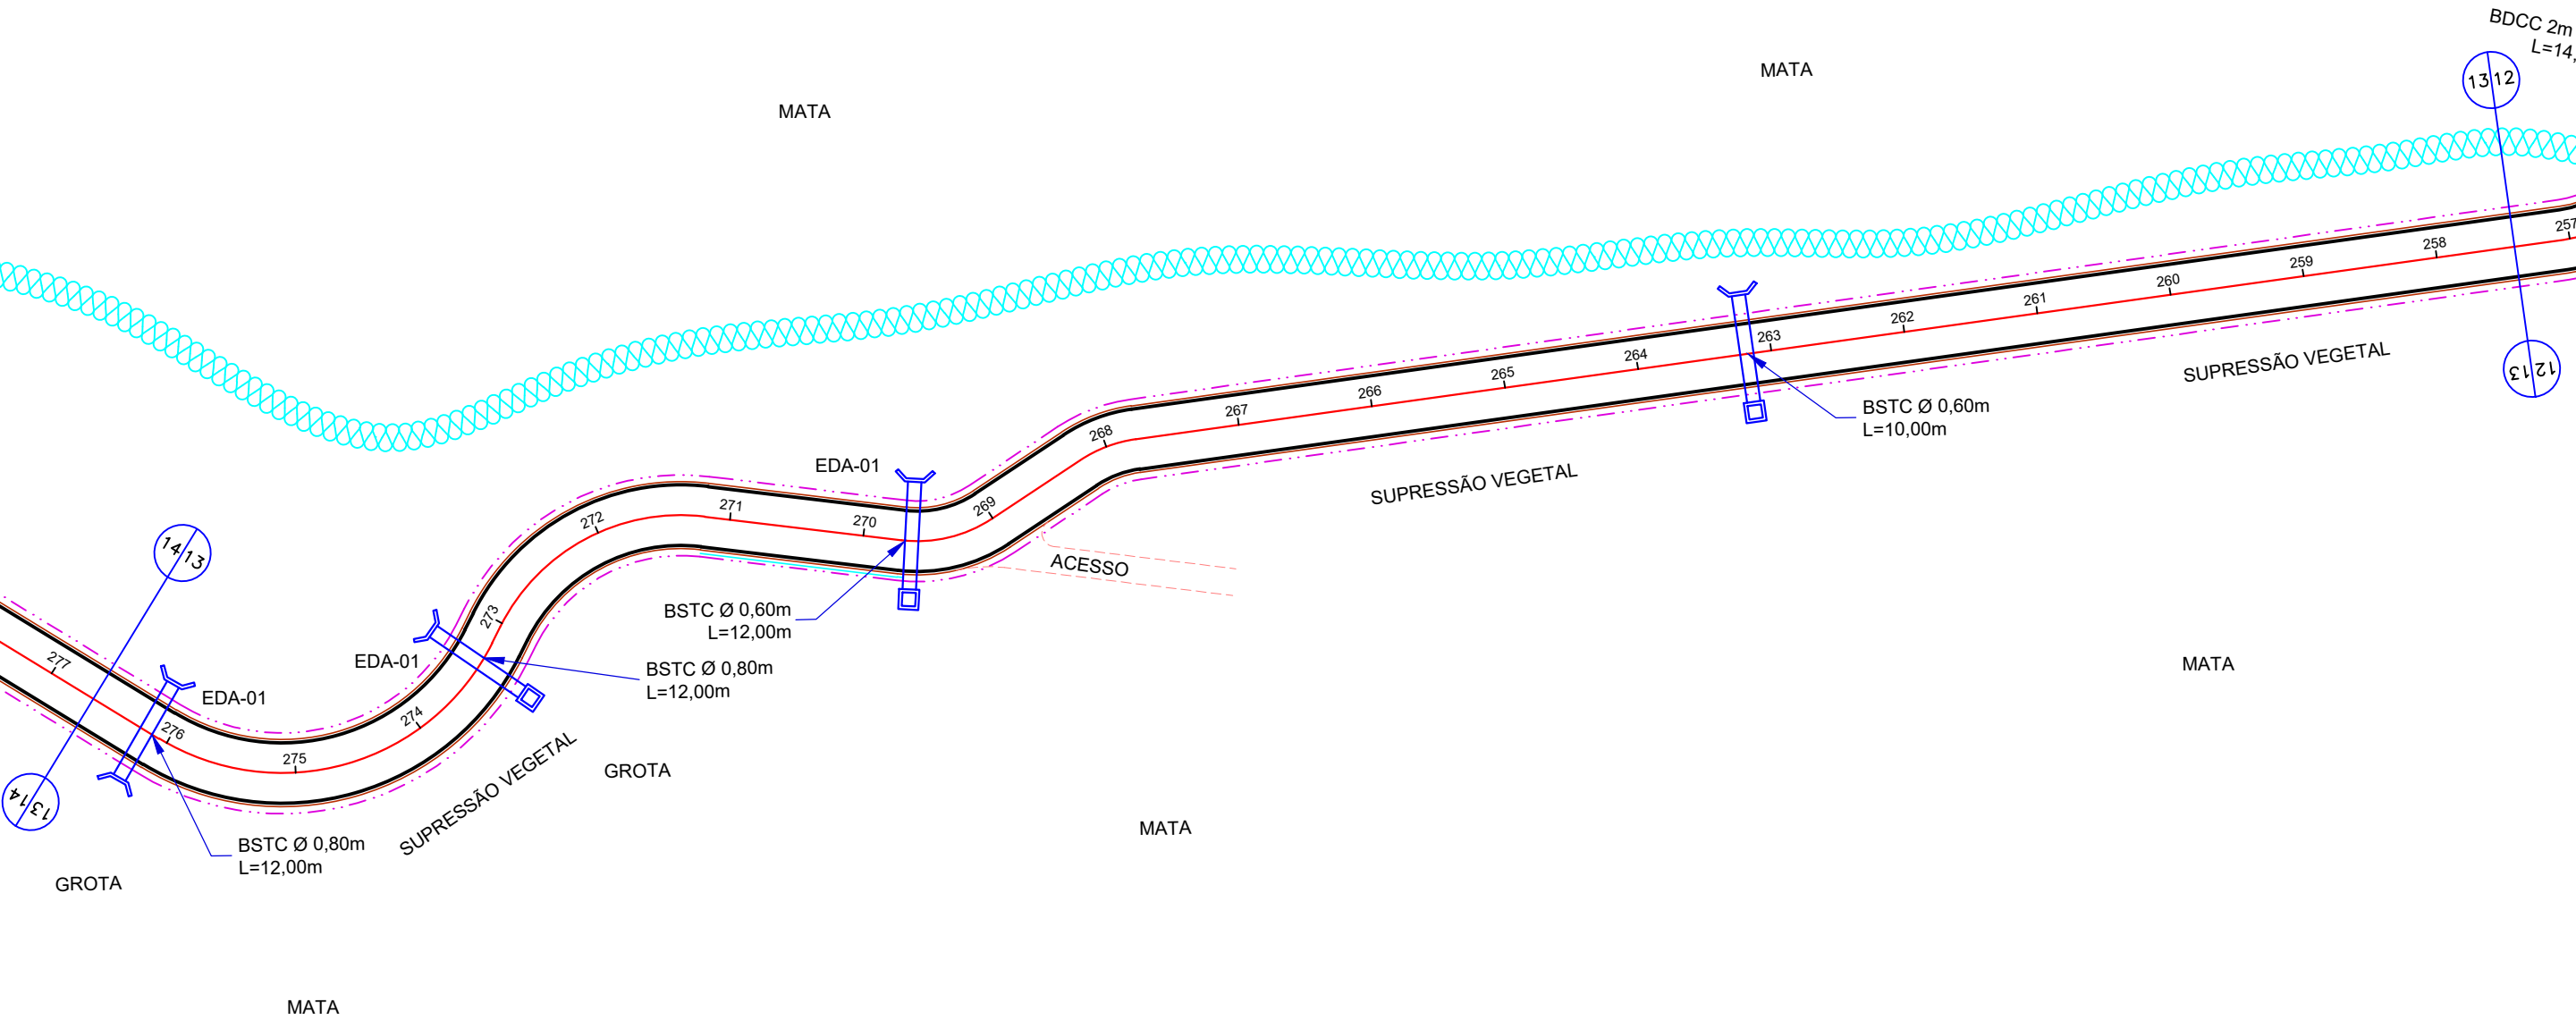 BDCC 2m
L=14,
13 12
MATA
MATA
257
258
259
260
261
262
263
264
265
266
267
268
269
270
271
272
273
274
275
276
277
12 13
SUPRESSÃO VEGETAL
BSTC Ø 0,60m
L=10,00m
SUPRESSÃO VEGETAL
EDA-01
ACESSO
14 13
BSTC Ø 0,60m
L=12,00m
EDA-01
BSTC Ø 0,80m
L=12,00m
MATA
EDA-01
SUPRESSÃO VEGETAL
GROTA
13 14
BSTC Ø 0,80m
L=12,00m
MATA
GROTA
MATA